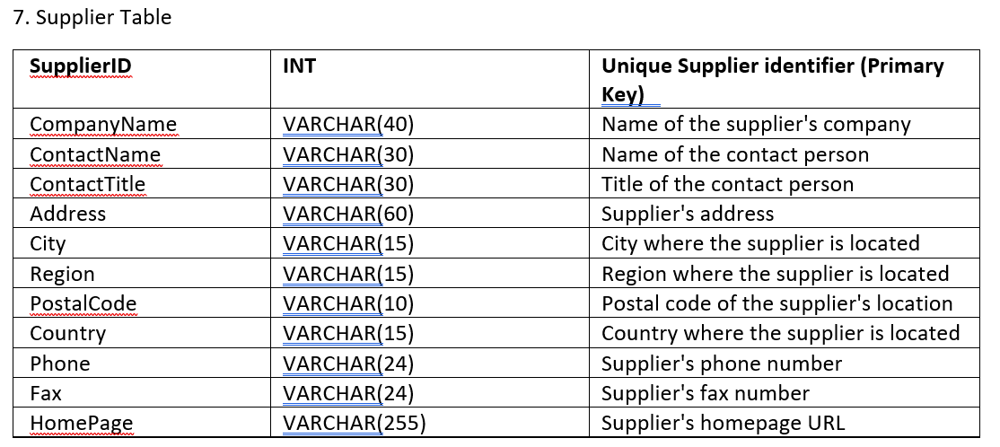 7. Supplier Table
SupplierID INT Unique Supplier identifier (Primary
Key)
CompanyName VARCHAR(40) Name of the supplier's company
ContactName VARCHAR(30) Name of the contact person
ContactTitle VARCHAR(30) Title of the contact person
Address VARCHAR(60) Supplier's address
City VARCHAR(15) City where the supplier is located
Region VARCHAR(15) Region where the supplier is located
PostalCode VARCHAR(10) Postal code of the supplier's location
Country VARCHAR(15) Country where the supplier is located
Phone VARCHAR(24) Supplier's phone number
Fax VARCHAR(24) Supplier's fax number
HomePage VARCHAR(255) Supplier's homepage URL